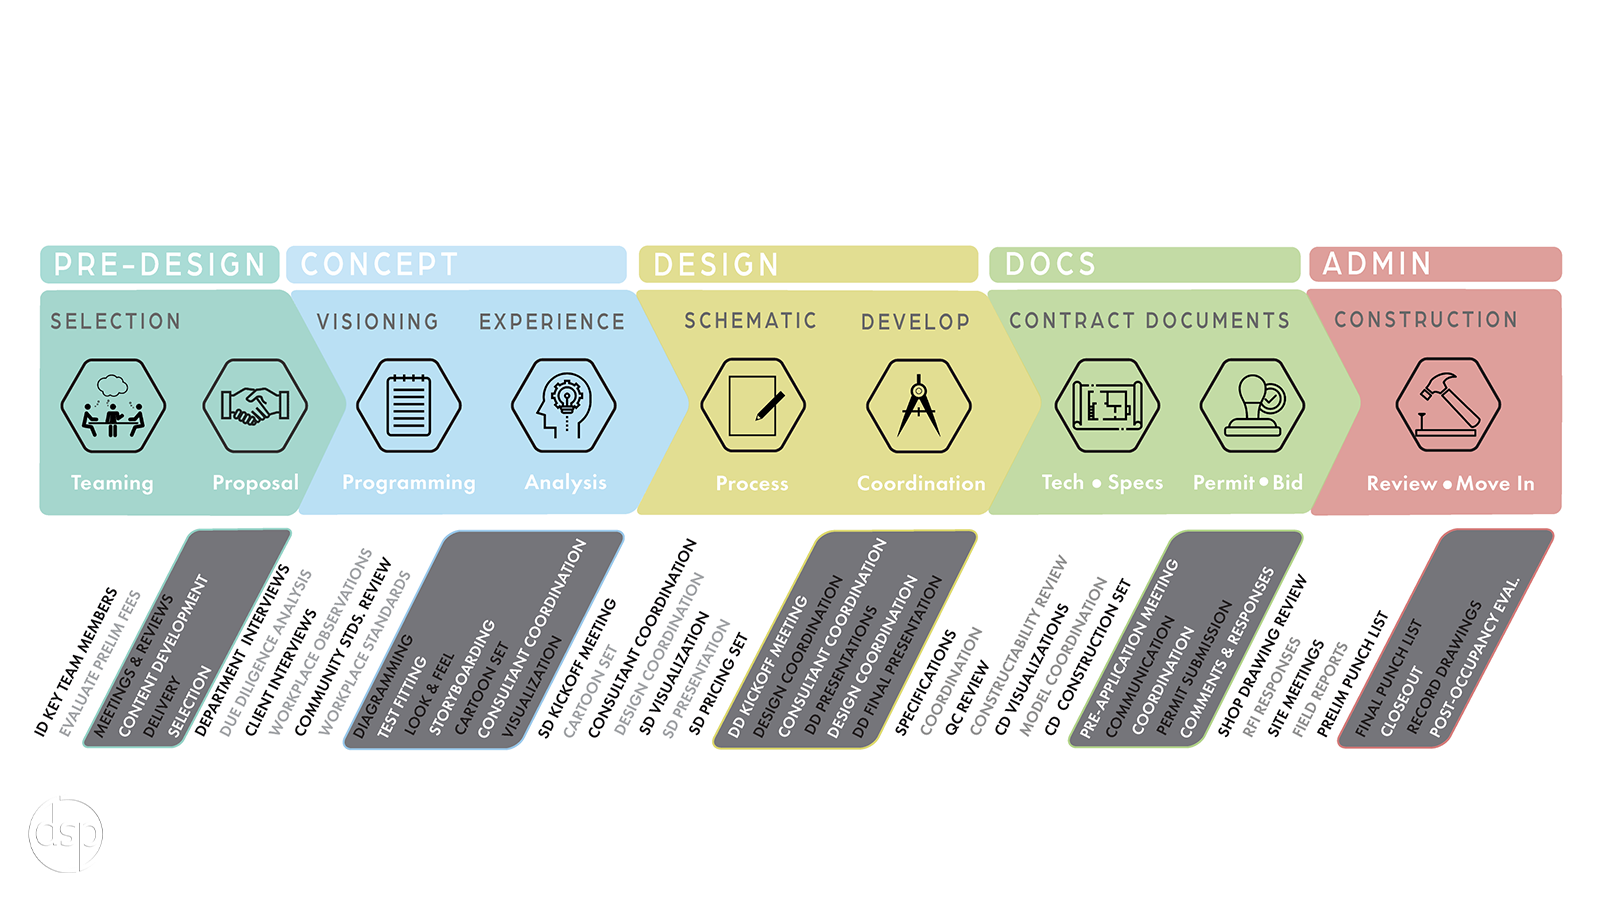 PRE-DESIGN
CONCEPT
DESIGN
DOCS
ADMIN
SELECTION
VISIONING
EXPERIENCE
SCHEMATIC
DEVELOP
CONTRACT DOCUMENTS
CONSTRUCTION
Teaming
Proposal
Programming
Analysis
Process
Coordination
Tech • Specs
Permit • Bid
Review • Move In
ID KEY TEAM MEMBERS
EVALUATE PRELIM FEES
MEETINGS & REVIEWS
CONTENT DEVELOPMENT
DELIVERY
SELECTION
DEPARTMENT INTERVIEWS
DUE DILIGENCE ANALYSIS
CLIENT INTERVIEWS
WORKPLACE OBSERVATIONS
COMMUNITY STDS. REVIEW
WORKPLACE STANDARDS
DIAGRAMING
TEST FITTING
LOOK & FEEL
STORYBOARDING
CARTOON SET
CONSULTANT COORDINATION
VISUALIZATION
SD KICKOFF MEETING
CARTOON SET
CONSULTANT COORDINATION
DESIGN COORDINATION
SD VISUALIZATION
SD PRESENTATION
SD PRICING SET
DD KICKOFF MEETING
DESIGN COORDINATION
CONSULTANT COORDINATION
DD PRESENTATIONS
DESIGN COORDINATION
DD FINAL PRESENTATION
SPECIFICATIONS
COORDINATION
QC REVIEW
CONSTRUCTABILITY REVIEW
CD VISUALIZATIONS
MODEL COORDINATION
CD CONSTRUCTION SET
PRE-APPLICATION MEETING
COMMUNICATION
COORDINATION
PERMIT SUBMISSION
COMMENTS & RESPONSES
SHOP DRAWING REVIEW
RFI RESPONSES
SITE MEETINGS
FIELD REPORTS
PRELIM PUNCH LIST
FINAL PUNCH LIST
CLOSEOUT
RECORD DRAWINGS
POST-OCCUPANCY EVAL.
dsp